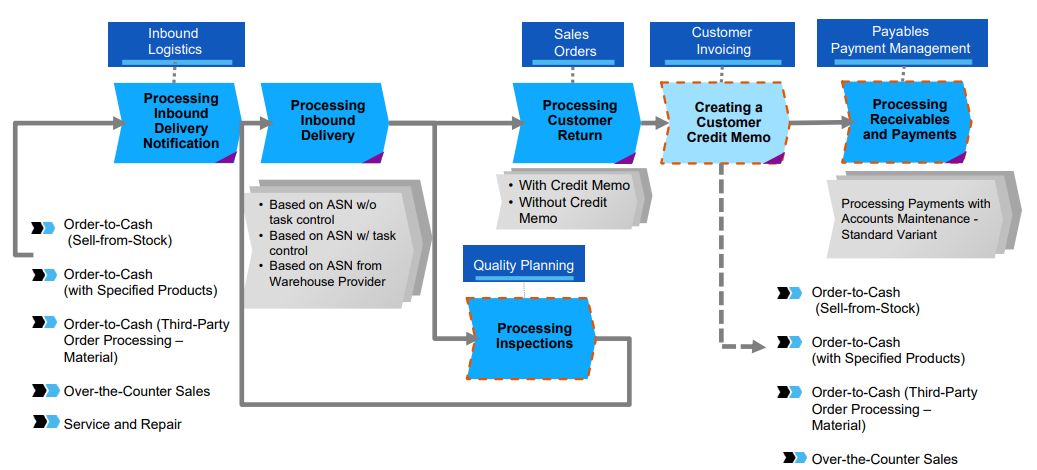 Inbound
Logistics
Sales
Orders
Customer
Invoicing
Payables
Payment Management
Processing
Inbound
Delivery
Notification
Processing
Inbound
Delivery
Processing
Customer
Return
Creating a
Customer
Credit Memo
Processing
Receivables
and Payments
• Based on ASN w/o
task control
• Based on ASN w/ task
control
• Based on ASN from
Warehouse Provider
• With Credit Memo
• Without Credit
Memo
Processing Payments with
Accounts Maintenance -
Standard Variant
Quality Planning
Processing
Inspections
Order-to-Cash
(Sell-from-Stock)
Order-to-Cash
(with Specified Products)
Order-to-Cash (Third-Party
Order Processing –
Material)
Over-the-Counter Sales
Service and Repair
Order-to-Cash
(Sell-from-Stock)
Order-to-Cash
(with Specified Products)
Order-to-Cash (Third-Party
Order Processing –
Material)
Over-the-Counter Sales